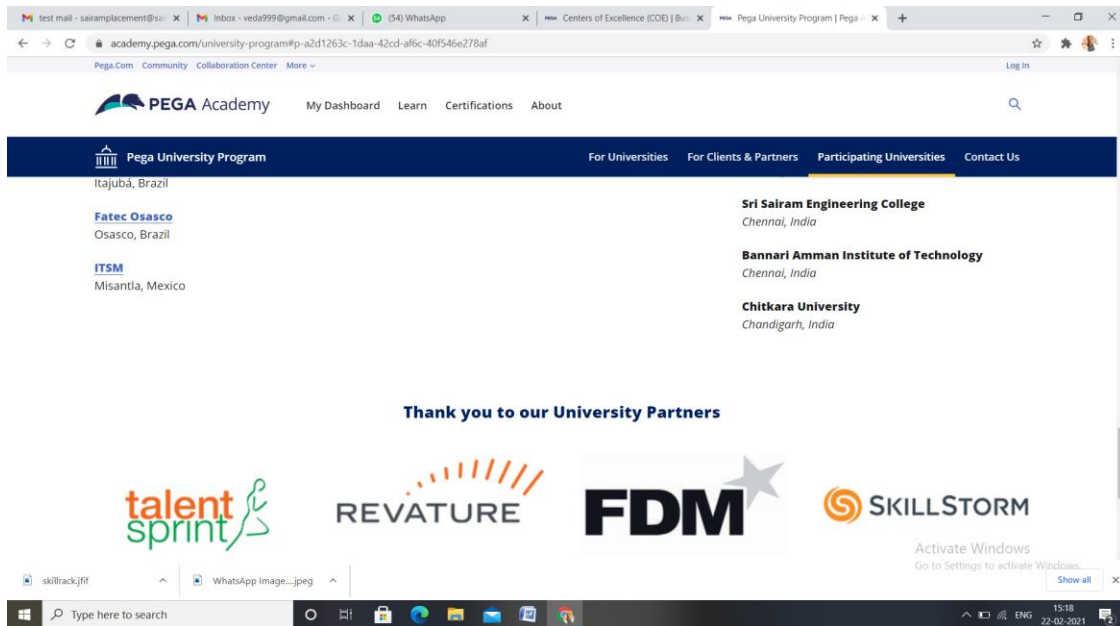 test mail - sairamplacement@sai
Inbox - veda999@gmail.com - G
(54) WhatsApp
Centers of Excellence (COE) | Bus
Pega University Program | Pega A
academy.pega.com/university-program#p-a2d1263c-1daa-42cd-af6c-40f546e278af
Pega.Com Community Collaboration Center More
Log In
PEGA Academy
My Dashboard Learn Certifications About
Pega University Program
For Universities For Clients & Partners Participating Universities Contact Us
Itajubá, Brazil
Fatec Osasco
Osasco, Brazil
ITSM
Misantla, Mexico
Sri Sairam Engineering College
Chennai, India
Bannari Amman Institute of Technology
Chennai, India
Chitkara University
Chandigarh, India
Thank you to our University Partners
talent
sprint
REVATURE
FDM
SKILLSTORM
Activate Windows
Go to Settings to activate Windows.
skillrack.jfif
WhatsApp Image....jpeg
Show all
Type here to search
ENG
15:18
22-02-2021